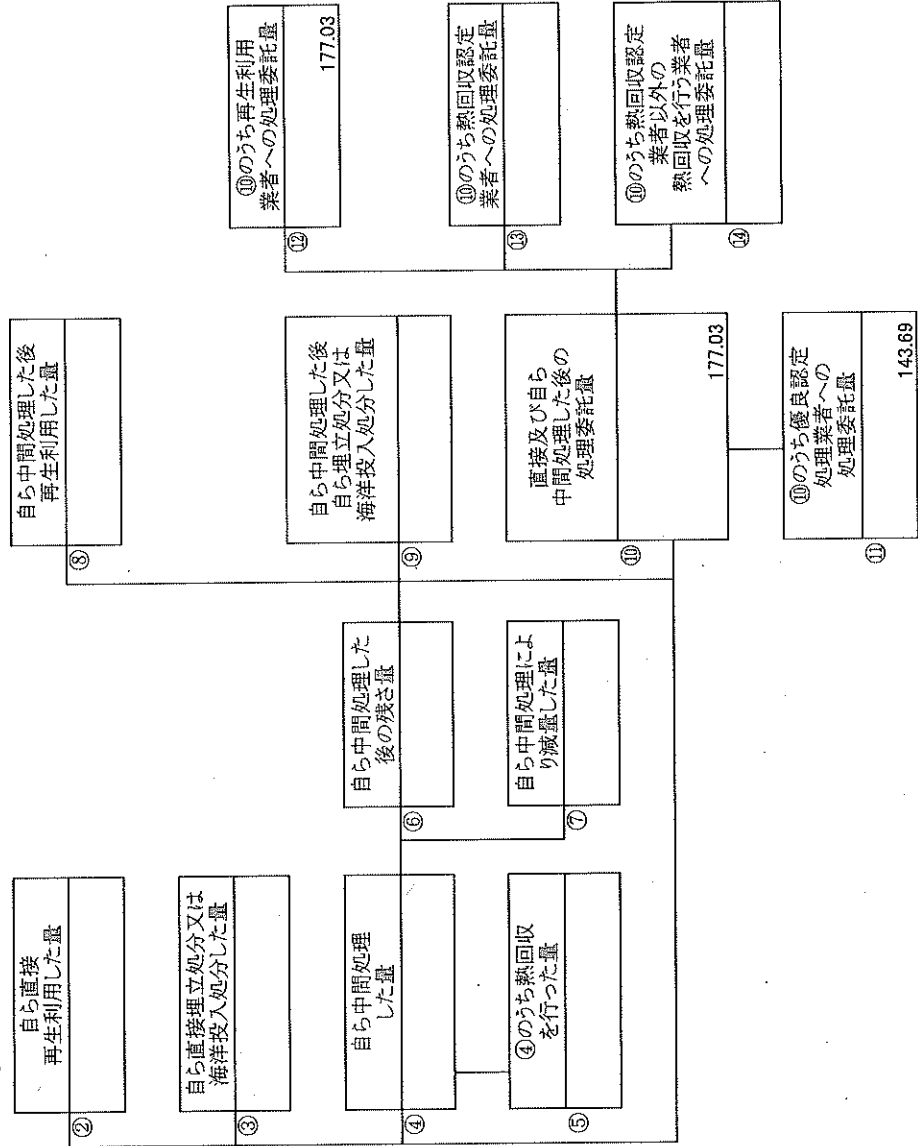 ②
自ら直接
再生利用した量
③
自ら直接埋立処分又は
海洋投入処分した量
④
自ら中間処理
した量
⑤
④のうち熱回収
を行った量
⑥
自ら中間処理した
後の残さ量
⑦
自ら中間処理によ
り減量した量
⑧
自ら中間処理した後
再生利用した量
⑨
自ら中間処理した後
自ら埋立処分又は
海洋投入処分した量
⑩
直接及び自ら
中間処理した後の
処理委託量
177.03
⑪
⑩のうち優良認定
処理業者への
処理委託量
143.69
⑫
⑩のうち再生利用
業者への処理委託量
177.03
⑬
⑩のうち熱回収認定
業者への処理委託量
⑭
⑩のうち熱回収認定
業者以外の
熱回収を行う業者
への処理委託量